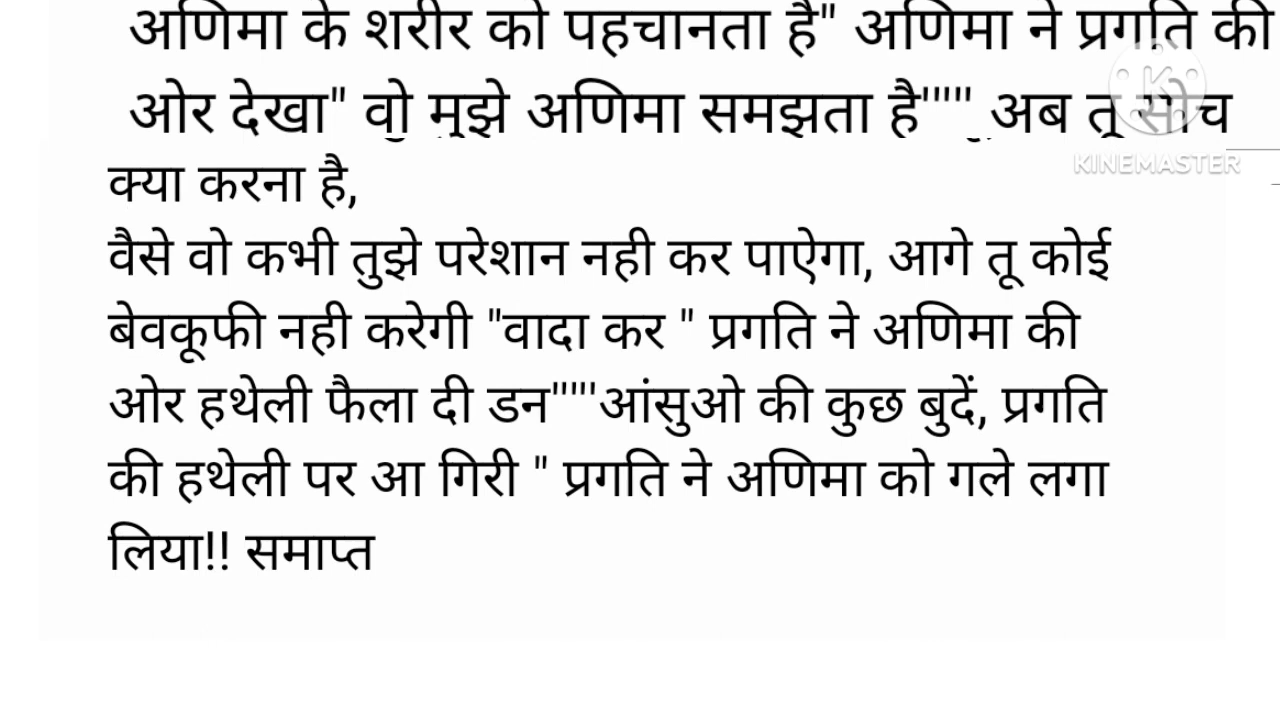 अणिमा के शरीर को पहचानता है" अणिमा ने प्रगति की
ओर देखा" वो मुझे अणिमा समझता है''''' अब तू सोच
KINEMASTER
क्या करना है,
वैसे वो कभी तुझे परेशान नही कर पाऐगा, आगे तू कोई
बेवकूफी नही करेगी "वादा कर " प्रगति ने अणिमा की
ओर हथेली फैला दी डन'''''आंसुओ की कुछ बुदें, प्रगति
की हथेली पर आ गिरी " प्रगति ने अणिमा को गले लगा
लिया!! समाप्त